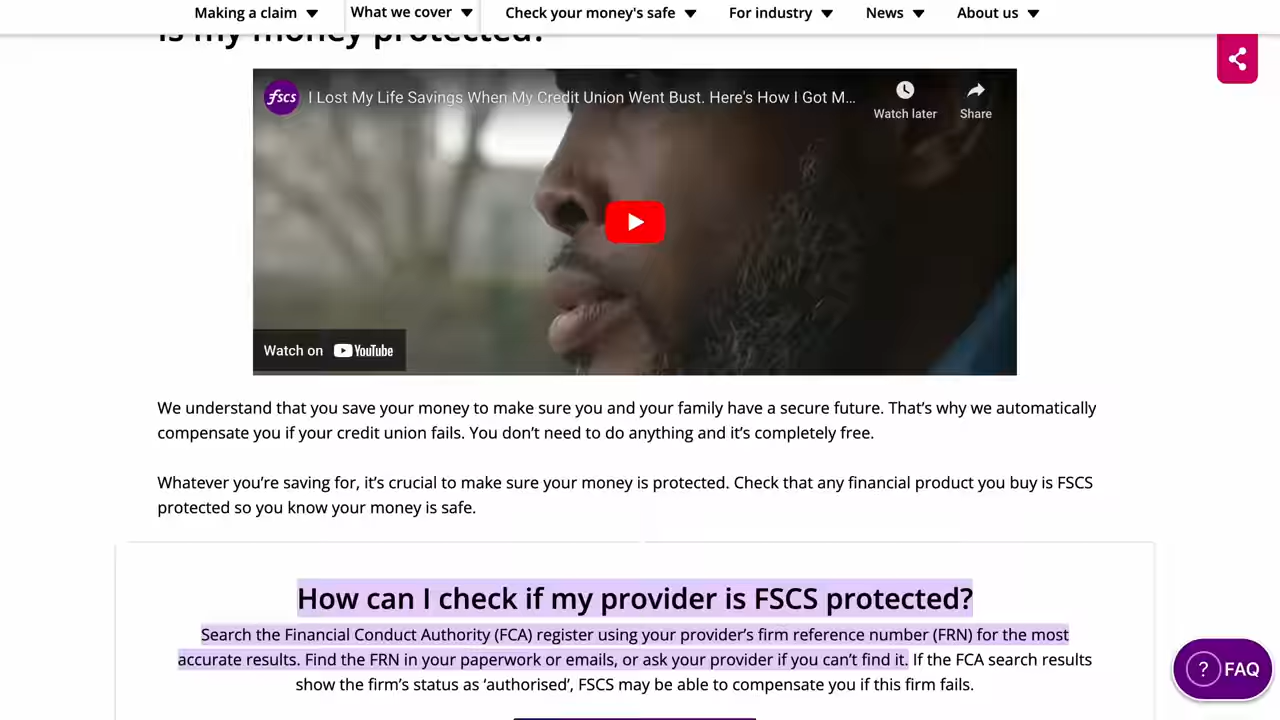 Making a claim
What we cover
Check your money's safe
For industry
News
About us
Is my money protected?
fscs
I Lost My Life Savings When My Credit Union Went Bust. Here's How I Got M...
Watch later
Share
Watch on YouTube
We understand that you save your money to make sure you and your family have a secure future. That’s why we automatically
compensate you if your credit union fails. You don’t need to do anything and it’s completely free.
Whatever you’re saving for, it’s crucial to make sure your money is protected. Check that any financial product you buy is FSCS
protected so you know your money is safe.
How can I check if my provider is FSCS protected?
Search the Financial Conduct Authority (FCA) register using your provider’s firm reference number (FRN) for the most
accurate results. Find the FRN in your paperwork or emails, or ask your provider if you can’t find it. If the FCA search results
show the firm’s status as ‘authorised’, FSCS may be able to compensate you if this firm fails.
? FAQ